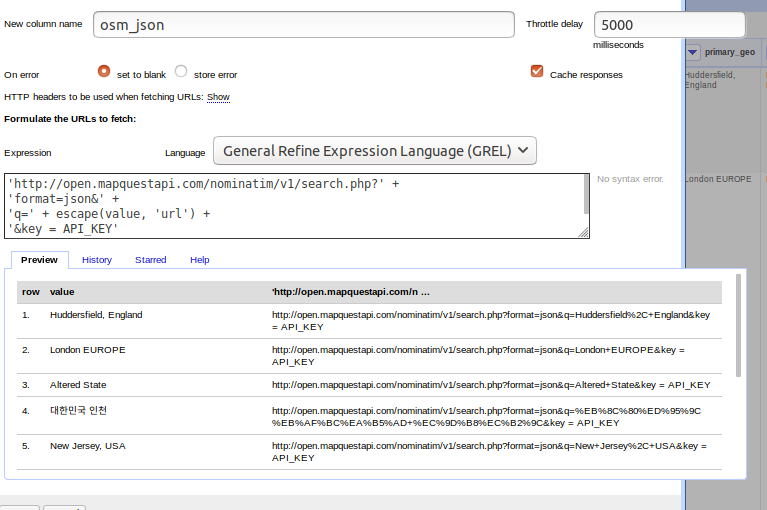 New column name osm_json Throttle delay 5000
milliseconds
primary_geo
On error set to blank store error Cache responses
Huddersfield,
England
HTTP headers to be used when fetching URLs: Show
Formulate the URLs to fetch:
Expression Language General Refine Expression Language (GREL)
'http://open.mapquestapi.com/nominatim/v1/search.php?' +
'format=json&' +
'q=' + escape(value, 'url') +
'&key = API_KEY'
No syntax error.
London EUROPE
Preview History Starred Help
row value 'http://open.mapquestapi.com/n ...
1. Huddersfield, England http://open.mapquestapi.com/nominatim/v1/search.php?format=json&q=Huddersfield%2C+England&key
= API_KEY
2. London EUROPE http://open.mapquestapi.com/nominatim/v1/search.php?format=json&q=London+EUROPE&key =
API_KEY
3. Altered State http://open.mapquestapi.com/nominatim/v1/search.php?format=json&q=Altered+State&key = API_KEY
4. 대한민국 인천 http://open.mapquestapi.com/nominatim/v1/search.php?format=json&q=%EB%8C%80%ED%95%9C
%EB%AF%BC%EA%B5%AD+%EC%9D%B8%EC%B2%9C&key = API_KEY
5. New Jersey, USA http://open.mapquestapi.com/nominatim/v1/search.php?format=json&q=New+Jersey%2C+USA&key =
API_KEY